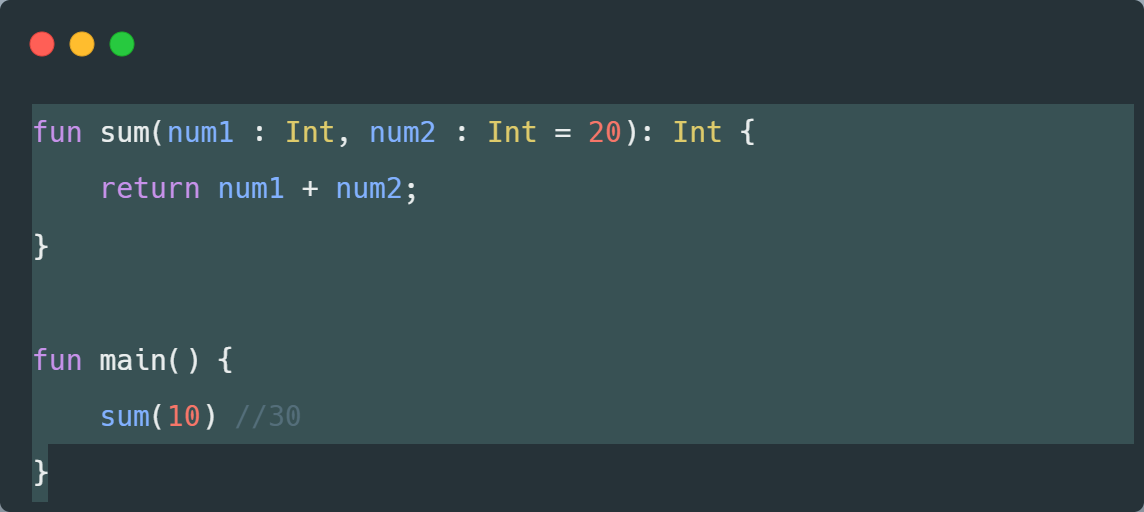 fun sum(num1 : Int, num2 : Int = 20): Int {
    return num1 + num2;
}

fun main() {
    sum(10) //30
}